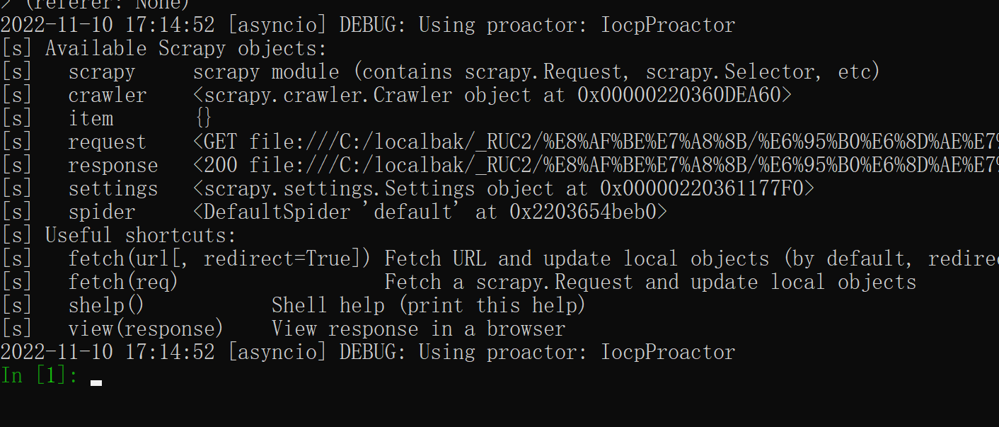 > (referer: None)
2022-11-10 17:14:52 [asyncio] DEBUG: Using proactor: IocpProactor
[s] Available Scrapy objects:
[s]   scrapy     scrapy module (contains scrapy.Request, scrapy.Selector, etc)
[s]   crawler    <scrapy.crawler.Crawler object at 0x00000220360DEA60>
[s]   item       {}
[s]   request    <GET file:///C:/localbak/_RUC2/%E8%AF%BE%E7%A8%8B/%E6%95%B0%E6%8D%AE%E7%
[s]   response   <200 file:///C:/localbak/_RUC2/%E8%AF%BE%E7%A8%8B/%E6%95%B0%E6%8D%AE%E7%
[s]   settings   <scrapy.settings.Settings object at 0x00000220361177F0>
[s]   spider     <DefaultSpider 'default' at 0x2203654beb0>
[s] Useful shortcuts:
[s]   fetch(url[, redirect=True]) Fetch URL and update local objects (by default, redirec
[s]   fetch(req)                  Fetch a scrapy.Request and update local objects
[s]   shelp()           Shell help (print this help)
[s]   view(response)    View response in a browser
2022-11-10 17:14:52 [asyncio] DEBUG: Using proactor: IocpProactor
In [1]: